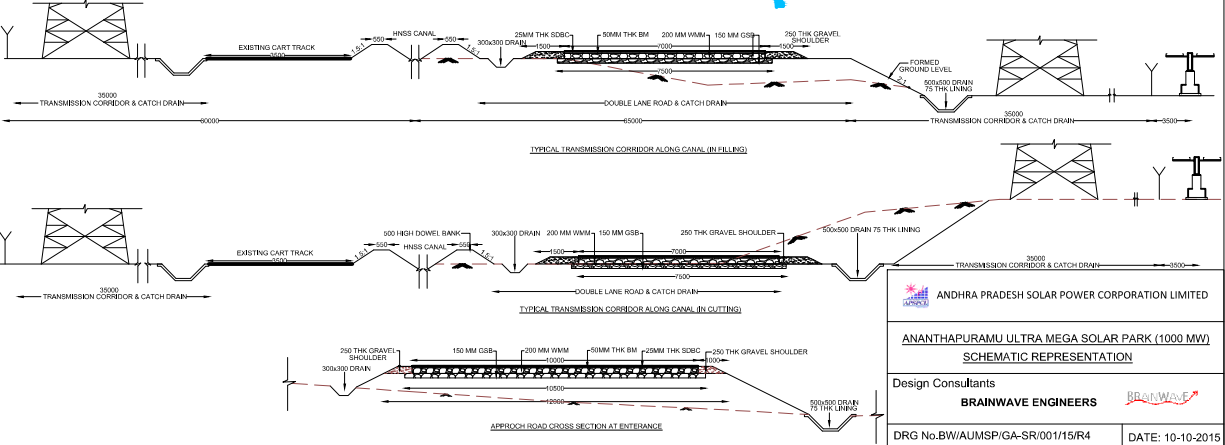 EXISTING CART TRACK
3500
550
1.5:1
HNSS CANAL
550
1.5:1
300x300 DRAIN
25MM THK SDBC
50MM THK BM
200 MM WMM
150 MM GSB
250 THK GRAVEL
SHOULDER
1500
7000
1500
7500
FORMED
GROUND LEVEL
2:1
500x500 DRAIN
75 THK LINING
35000
TRANSMISSION CORRIDOR & CATCH DRAIN
DOUBLE LANE ROAD & CATCH DRAIN
35000
TRANSMISSION CORRIDOR & CATCH DRAIN
3500
60000
65000
TYPICAL TRANSMISSION CORRIDOR ALONG CANAL (IN FILLING)
EXISTING CART TRACK
3500
1.5:1
550
500 HIGH DOWEL BANK
HNSS CANAL
550
1.5:1
300x300 DRAIN
200 MM WMM
150 MM GSB
250 THK GRAVEL SHOULDER
1500
7000
7500
500x500 DRAIN 75 THK LINING
35000
TRANSMISSION CORRIDOR & CATCH DRAIN
DOUBLE LANE ROAD & CATCH DRAIN
35000
TRANSMISSION CORRIDOR & CATCH DRAIN
3500
TYPICAL TRANSMISSION CORRIDOR ALONG CANAL (IN CUTTING)
250 THK GRAVEL
SHOULDER
300x300 DRAIN
150 MM GSB
200 MM WMM
50MM THK BM
25MM THK SDBC
250 THK GRAVEL SHOULDER
10000
1000
10500
12000
500x500 DRAIN
75 THK LINING
APPROCH ROAD CROSS SECTION AT ENTERANCE
APSPCL
ANDHRA PRADESH SOLAR POWER CORPORATION LIMITED
ANANTHAPURAMU ULTRA MEGA SOLAR PARK (1000 MW)
SCHEMATIC REPRESENTATION
Design Consultants
BRAINWAVE ENGINEERS
BRAINWAVE
DRG No.BW/AUMSP/GA-SR/001/15/R4
DATE: 10-10-2015